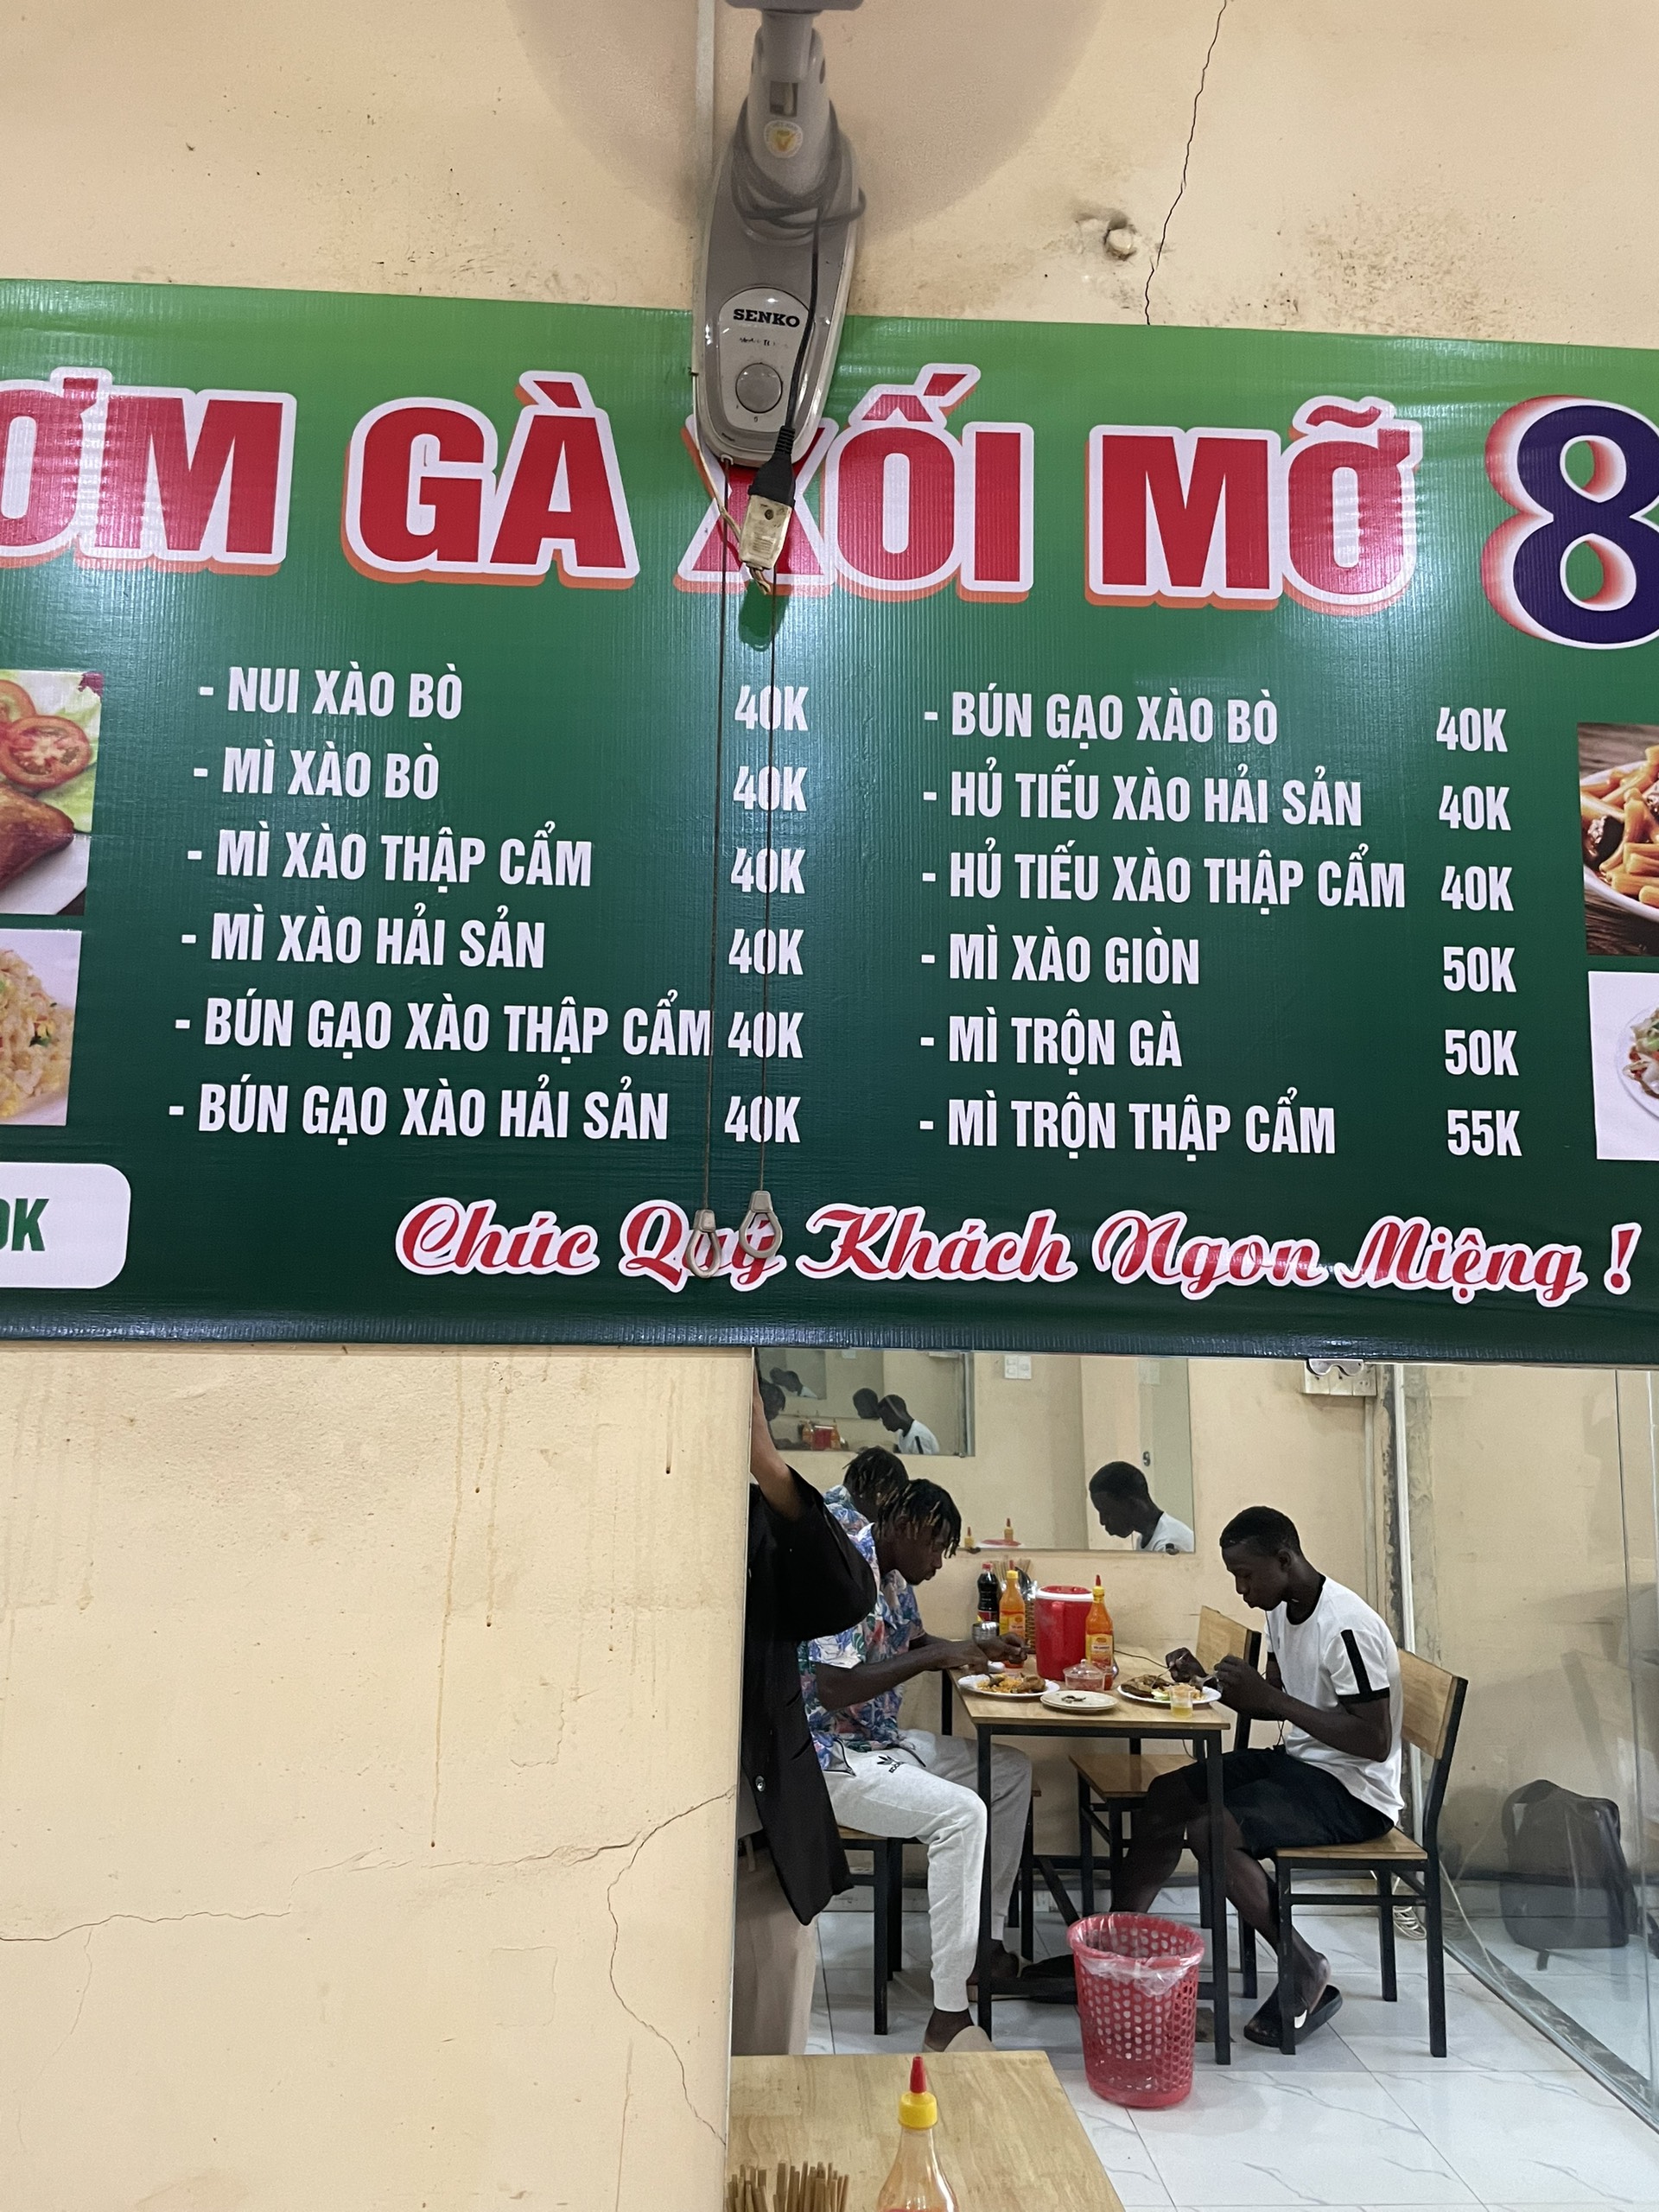 SENKO
ƠM GÀ XỐI MỠ 8
- NUI XÀO BÒ 40K
- MÌ XÀO BÒ 40K
- MÌ XÀO THẬP CẨM 40K
- MÌ XÀO HẢI SẢN 40K
- BÚN GẠO XÀO THẬP CẨM 40K
- BÚN GẠO XÀO HẢI SẢN 40K
- BÚN GẠO XÀO BÒ 40K
- HỦ TIẾU XÀO HẢI SẢN 40K
- HỦ TIẾU XÀO THẬP CẨM 40K
- MÌ XÀO GIÒN 50K
- MÌ TRỘN GÀ 50K
- MÌ TRỘN THẬP CẨM 55K
0K
Chúc Quý Khách Ngon Miệng !